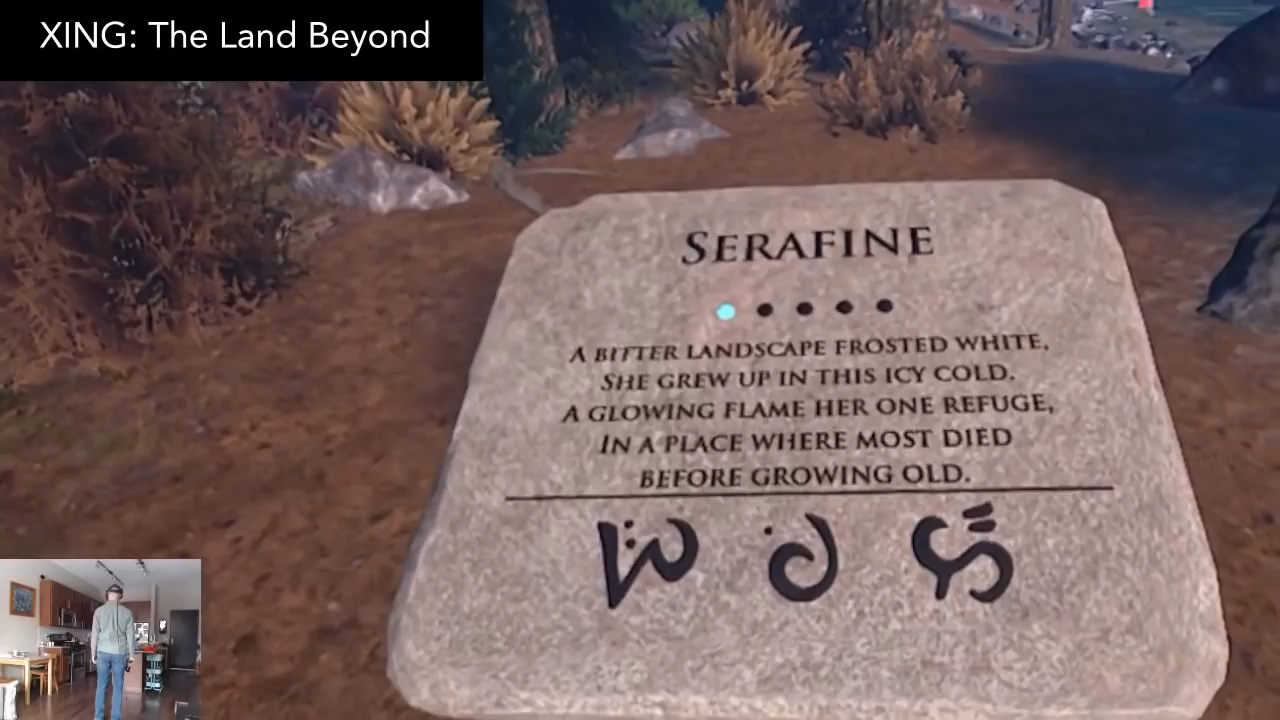 XING: The Land Beyond
SERAFINE
A BITTER LANDSCAPE FROSTED WHITE,
SHE GREW UP IN THIS ICY COLD.
A GLOWING FLAME HER ONE REFUGE,
IN A PLACE WHERE MOST DIED
BEFORE GROWING OLD.